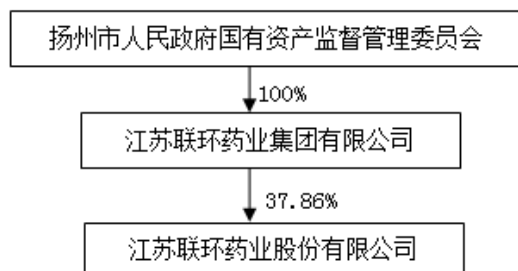 扬州市人民政府国有资产监督管理委员会
100%
江苏联环药业集团有限公司
37.86%
江苏联环药业股份有限公司